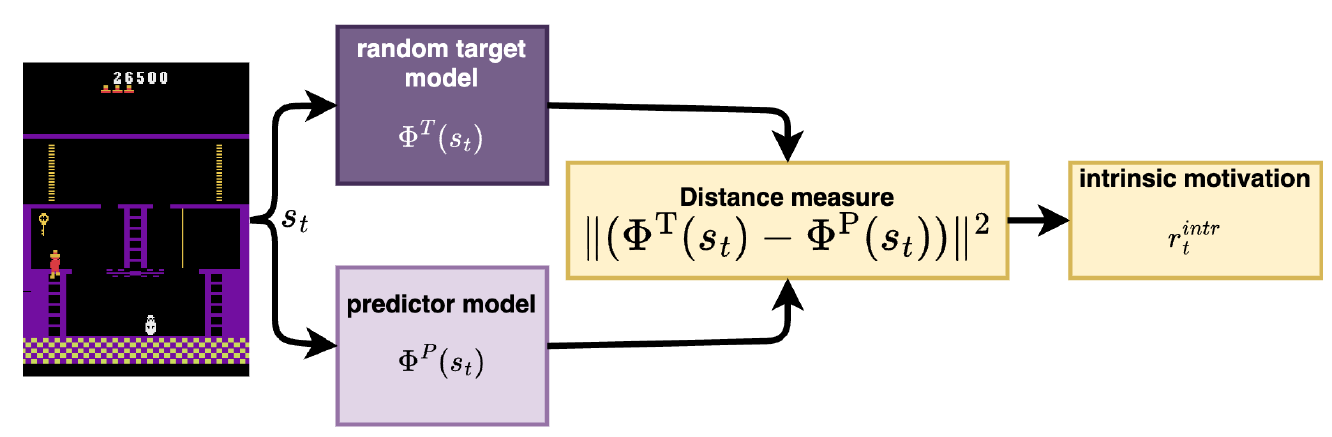 26500
s_t
random target
model
Φ^T(s_t)
predictor model
Φ^P(s_t)
Distance measure
‖(Φ^T(s_t) − Φ^P(s_t))‖^2
intrinsic motivation
r_t^{intr}